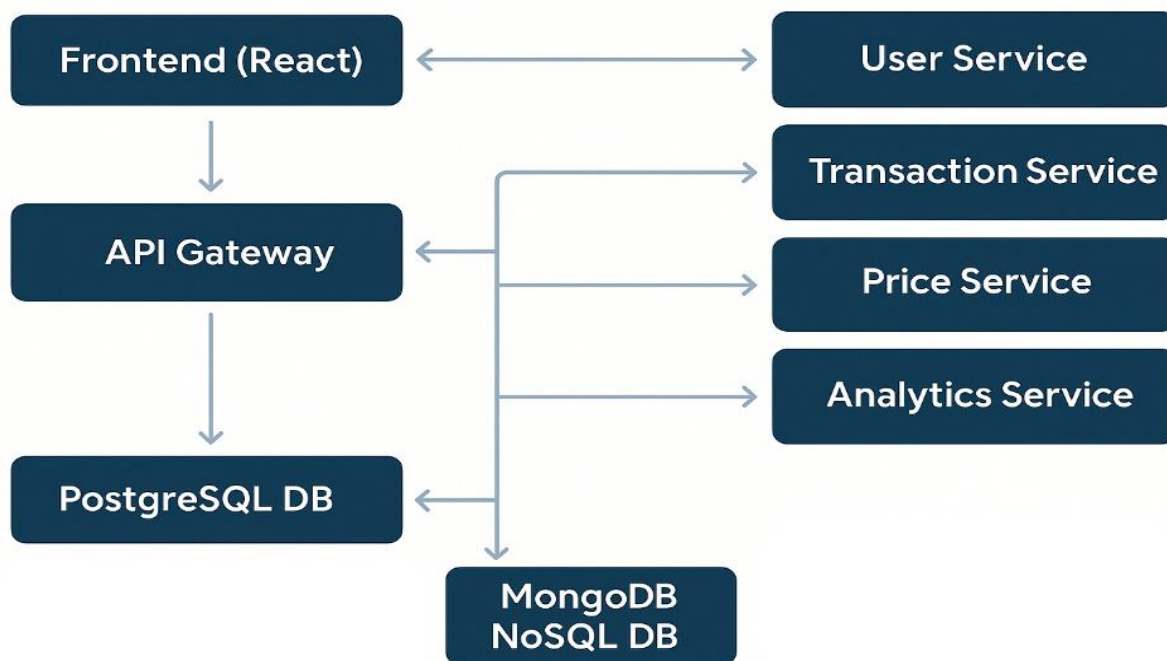 Frontend (React)
User Service
Transaction Service
API Gateway
Price Service
Analytics Service
PostgreSQL DB
MongoDB
NoSQL DB